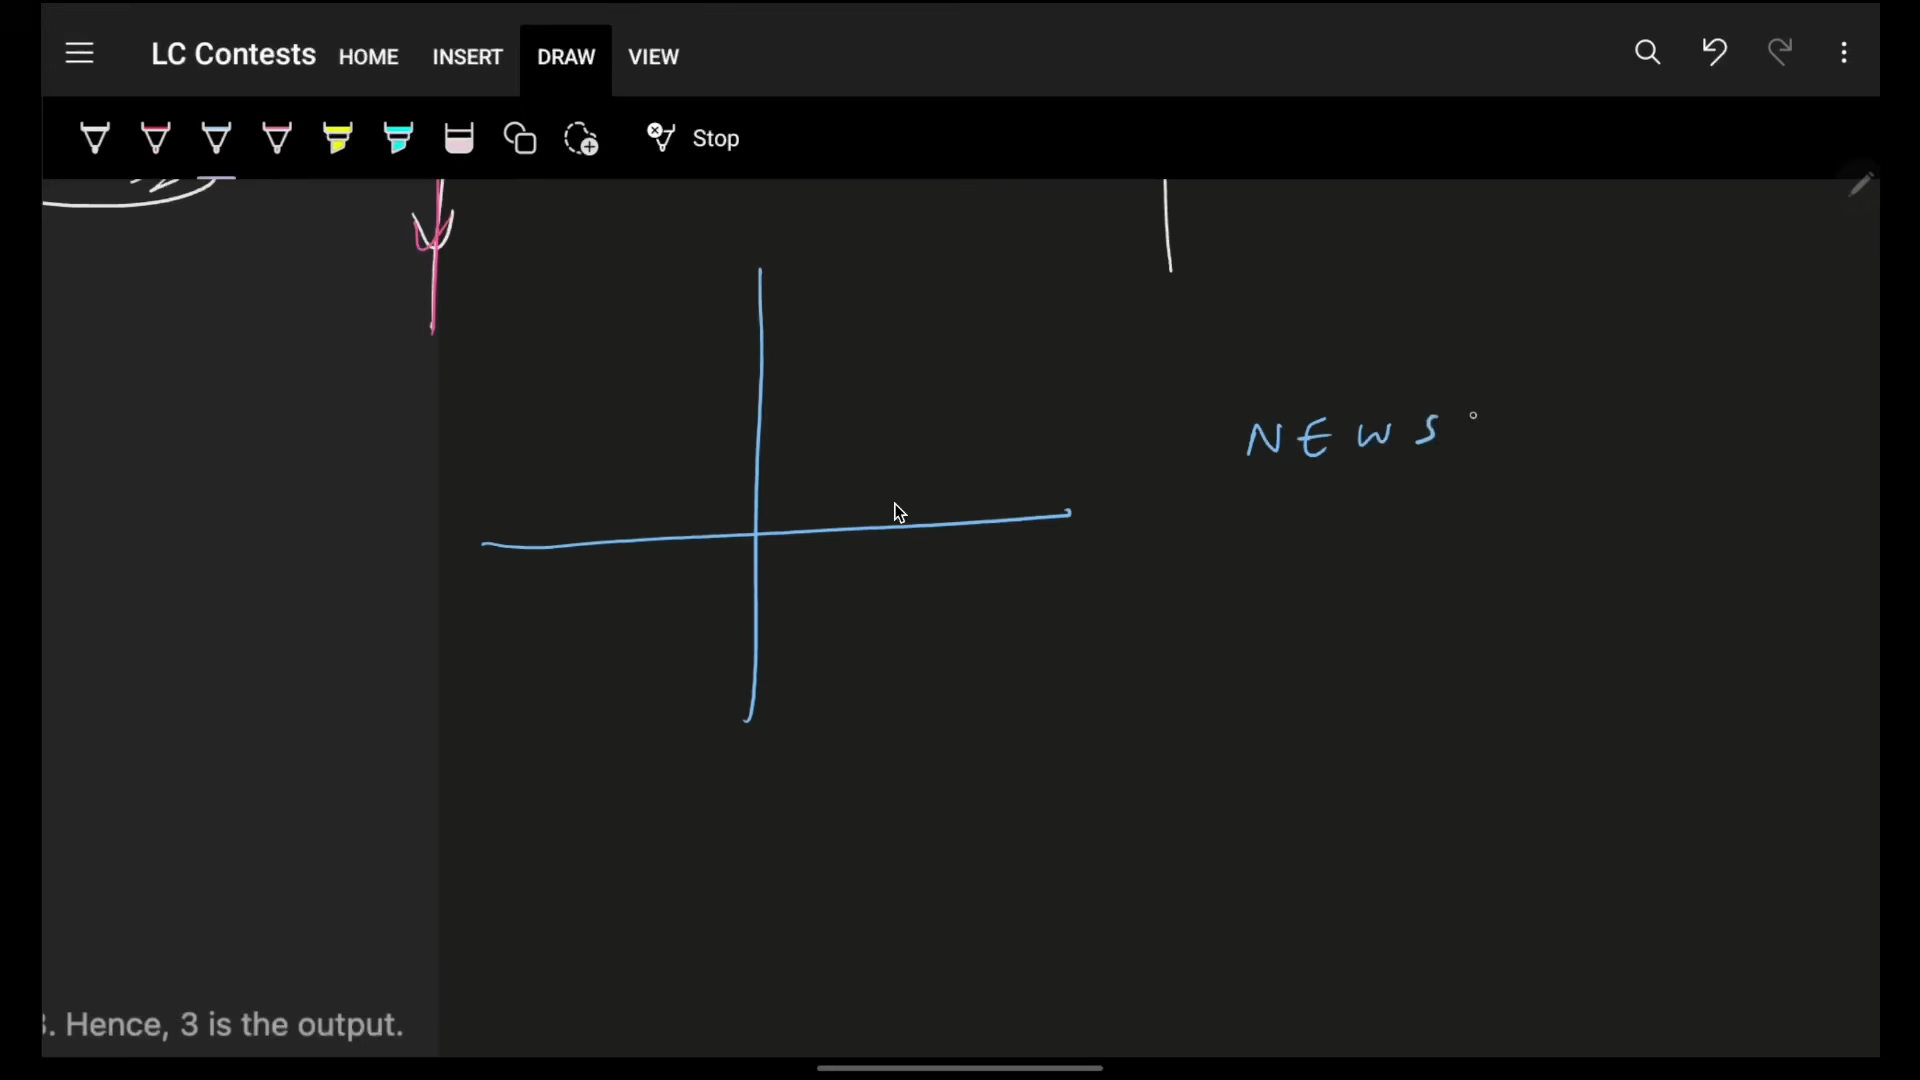 LC Contests HOME INSERT DRAW VIEW
Stop
N E W S
. Hence, 3 is the output.